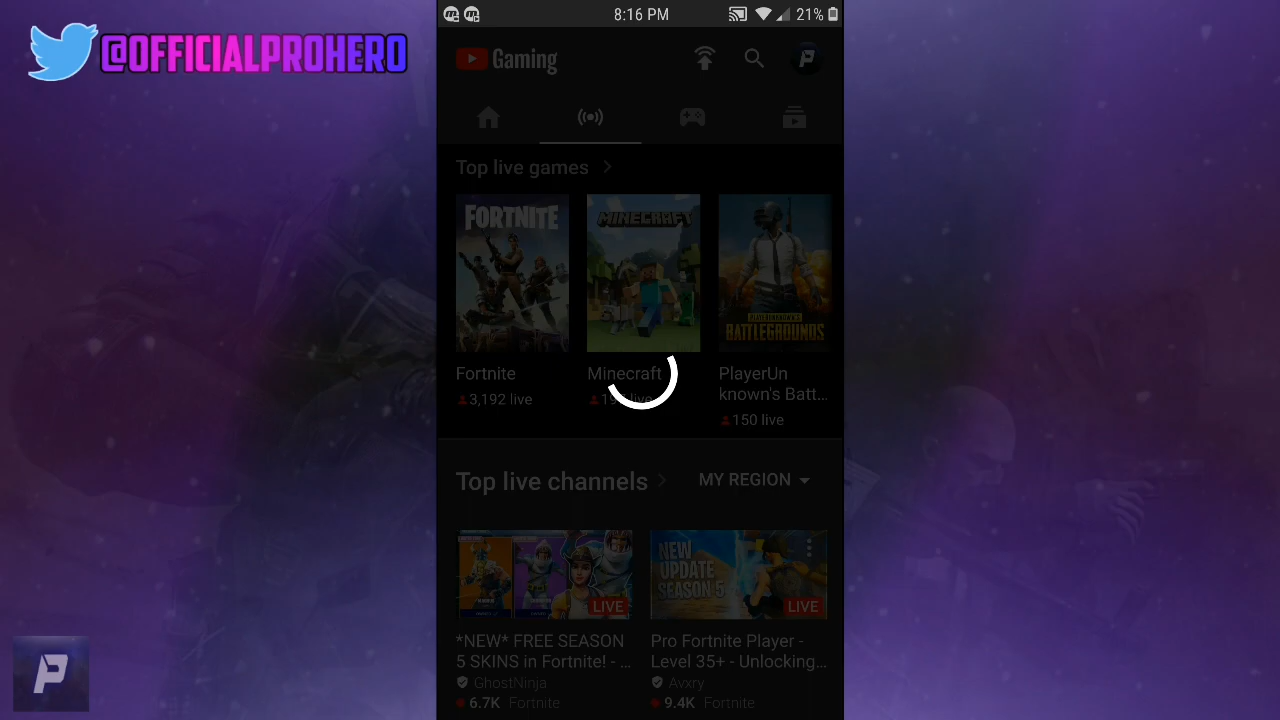 @OFFICIALPROHERO
8:16 PM
21%
Gaming
Top live games
FORTNITE
MINECRAFT
PLAYERUNKNOWN'S
BATTLEGROUNDS
Fortnite
3,192 live
Minecraft
live
PlayerUn
known's Batt...
150 live
Top live channels
MY REGION
LIVE
NEW
UPDATE
SEASON 5
LIVE
*NEW* FREE SEASON
5 SKINS in Fortnite! - ...
GhostNinja
6.7K Fortnite
Pro Fortnite Player -
Level 35+ - Unlocking...
Avxry
9.4K Fortnite
P